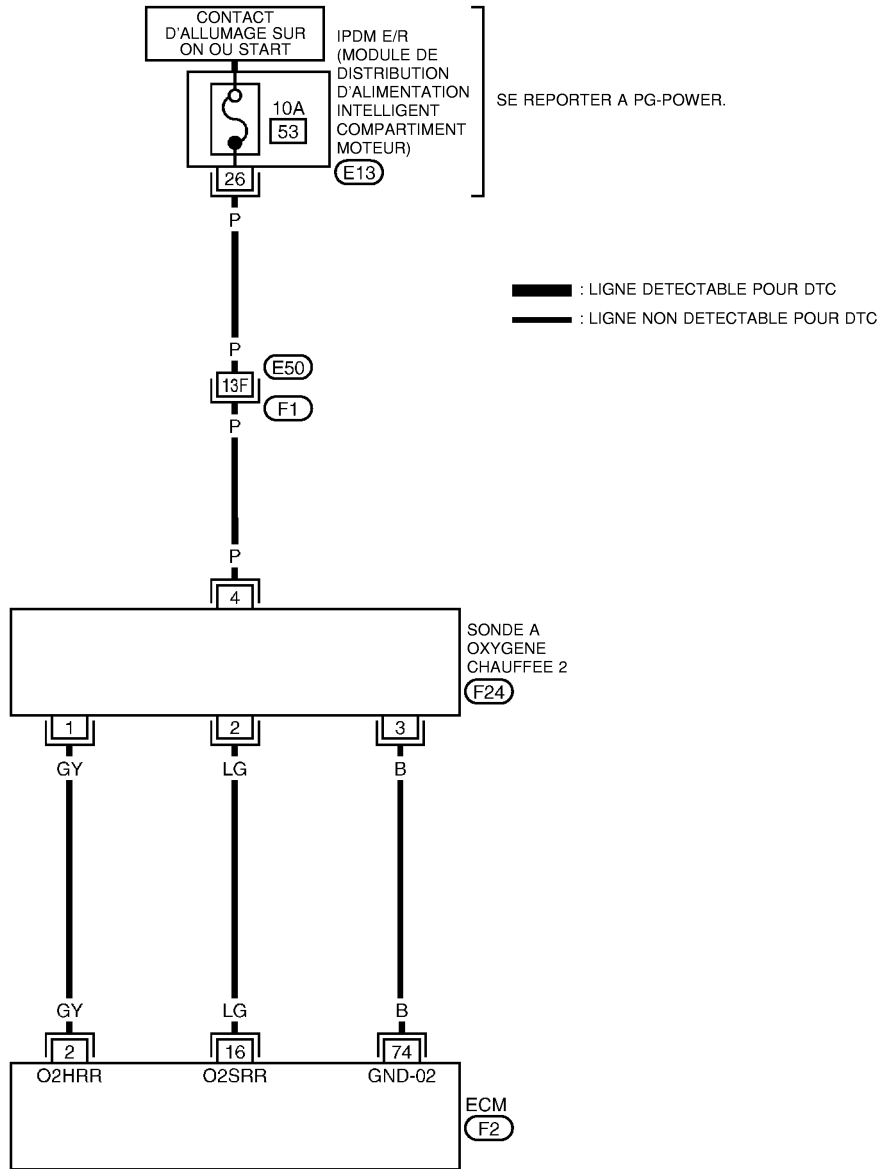 CONTACT
D'ALLUMAGE SUR
ON OU START
IPDM E/R
(MODULE DE
DISTRIBUTION
D'ALIMENTATION
INTELLIGENT
COMPARTIMENT
MOTEUR)
E13
SE REPORTER A PG-POWER.
10A
53
26
P
: LIGNE DETECTABLE POUR DTC
: LIGNE NON DETECTABLE POUR DTC
P
E50
13F
F1
P
P
4
SONDE A
OXYGENE
CHAUFFEE 2
F24
1 2 3
GY LG B
GY LG B
2 16 74
O2HRR O2SRR GND-02
ECM
F2